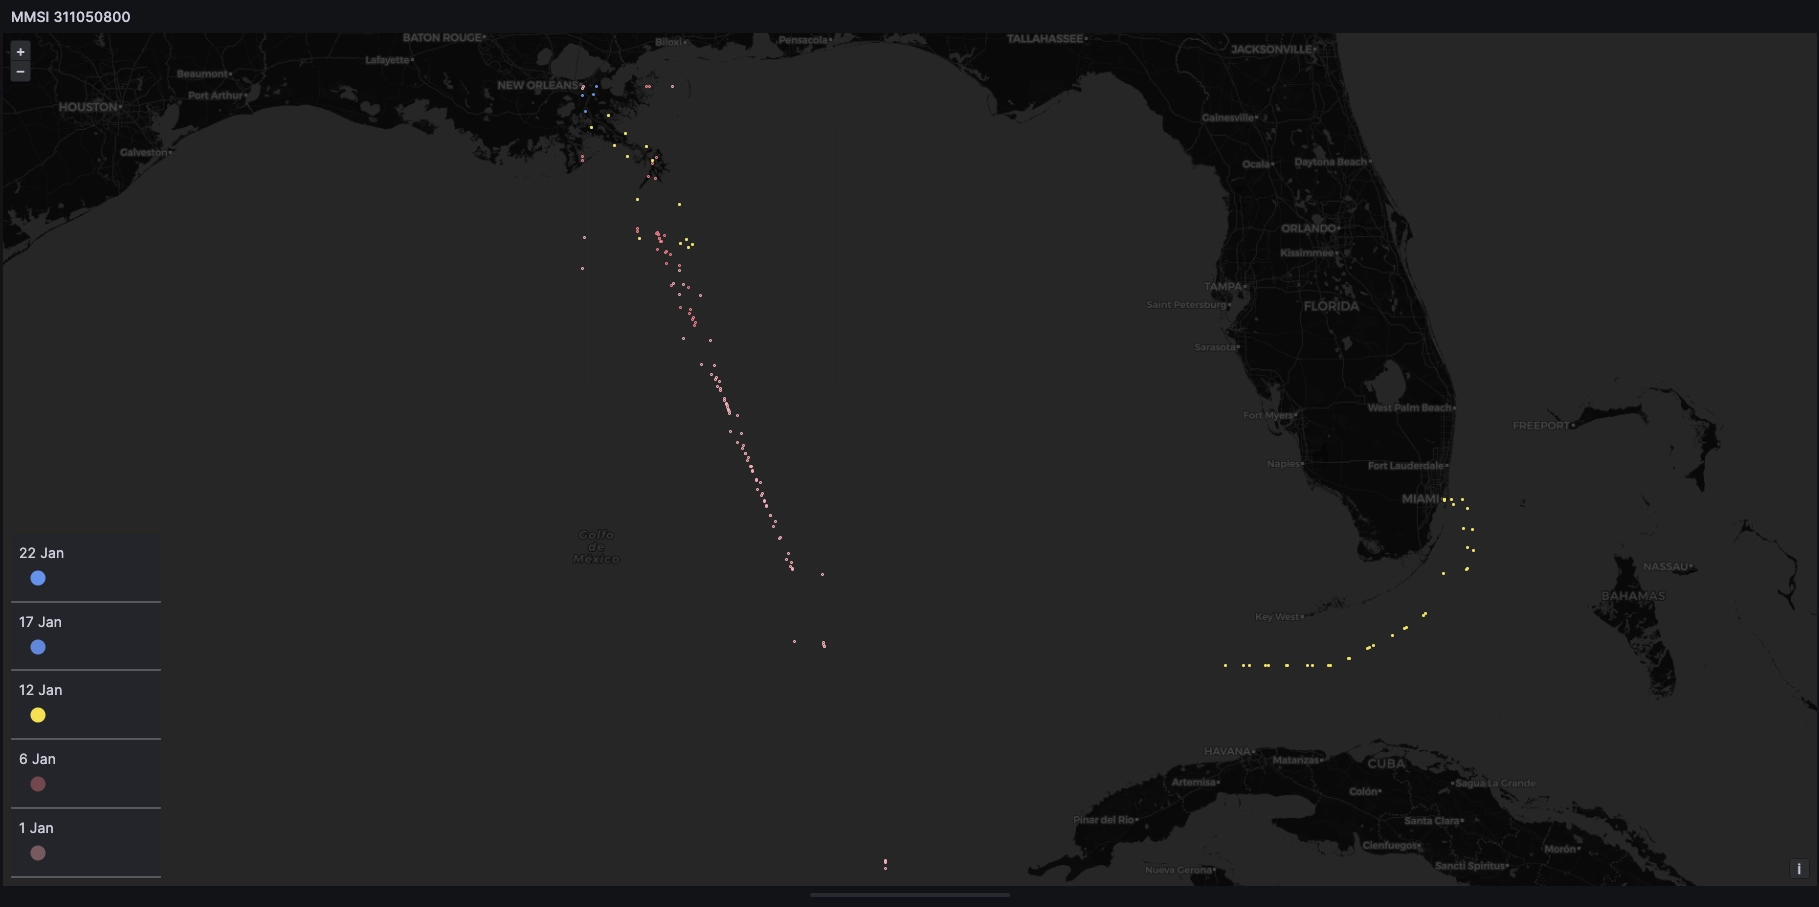 MMSI 311050800
+
−
BATON ROUGE
Biloxi
Pensacola
TALLAHASSEE
JACKSONVILLE
Lafayette
Beaumont
NEW ORLEANS
Port Arthur
HOUSTON
Gainesville
Galveston
Ocala
Daytona Beach
ORLANDO
Kissimmee
TAMPA
Saint Petersburg
FLORIDA
Sarasota
Fort Myers
West Palm Beach
FREEPORT
Naples
Fort Lauderdale
MIAMI
Golfo
de
México
NASSAU
BAHAMAS
Key West
HAVANA
Matanzas
CUBA
Artemisa
Sagua La Grande
Colón
Pinar del Río
Santa Clara
Cienfuegos
Morón
Sancti Spíritus
Nueva Gerona
22 Jan
17 Jan
12 Jan
6 Jan
1 Jan
i